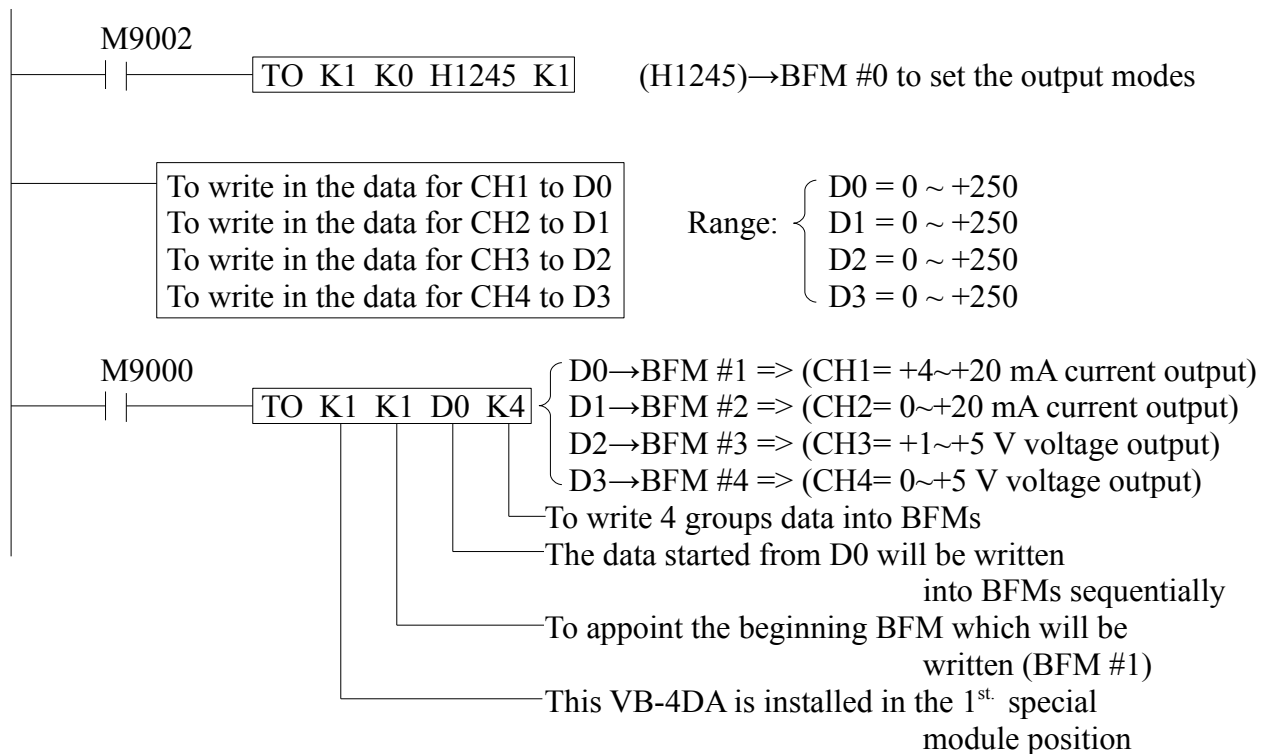 M9002
TO K1 K0 H1245 K1 (H1245)→BFM #0 to set the output modes
To write in the data for CH1 to D0
To write in the data for CH2 to D1
To write in the data for CH3 to D2
To write in the data for CH4 to D3
Range:
D0 = 0 ~ +250
D1 = 0 ~ +250
D2 = 0 ~ +250
D3 = 0 ~ +250
M9000
TO K1 K1 D0 K4
D0→BFM #1 => (CH1= +4~+20 mA current output)
D1→BFM #2 => (CH2= 0~+20 mA current output)
D2→BFM #3 => (CH3= +1~+5 V voltage output)
D3→BFM #4 => (CH4= 0~+5 V voltage output)
To write 4 groups data into BFMs
The data started from D0 will be written
into BFMs sequentially
To appoint the beginning BFM which will be
written (BFM #1)
This VB-4DA is installed in the 1st. special
module position